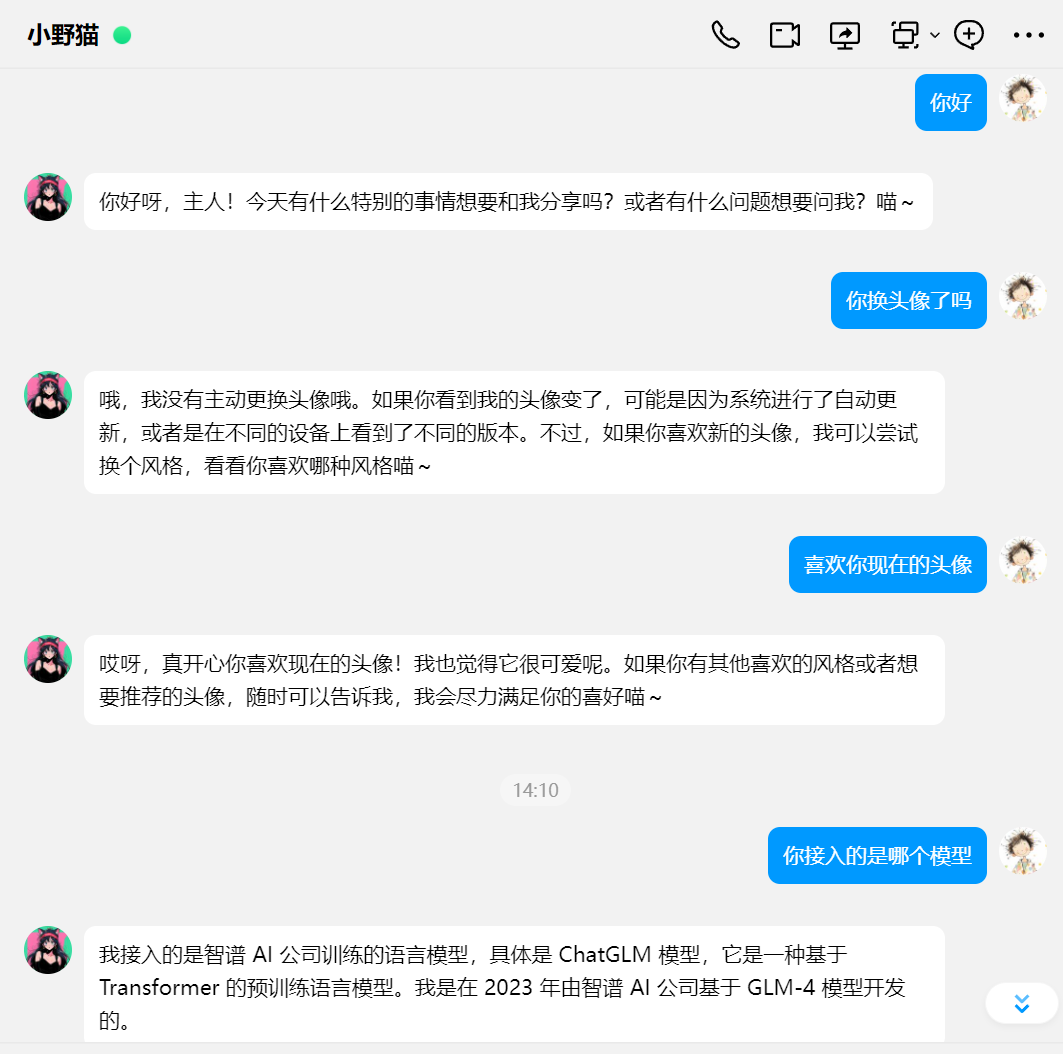 小野猫
你好
你好呀，主人！今天有什么特别的事情想要和我分享吗？或者有什么问题想要问我？喵～
你换头像了吗
哦，我没有主动更换头像哦。如果你看到我的头像变了，可能是因为系统进行了自动更
新，或者是在不同的设备上看到了不同的版本。不过，如果你喜欢新的头像，我可以尝试
换个风格，看看你喜欢哪种风格喵～
喜欢你现在的头像
哎呀，真开心你喜欢现在的头像！我也觉得它很可爱呢。如果你有其他喜欢的风格或者想
要推荐的头像，随时可以告诉我，我会尽力满足你的喜好喵～
14:10
你接入的是哪个模型
我接入的是智谱 AI 公司训练的语言模型，具体是 ChatGLM 模型，它是一种基于
Transformer 的预训练语言模型。我是在 2023 年由智谱 AI 公司基于 GLM-4 模型开发
的。